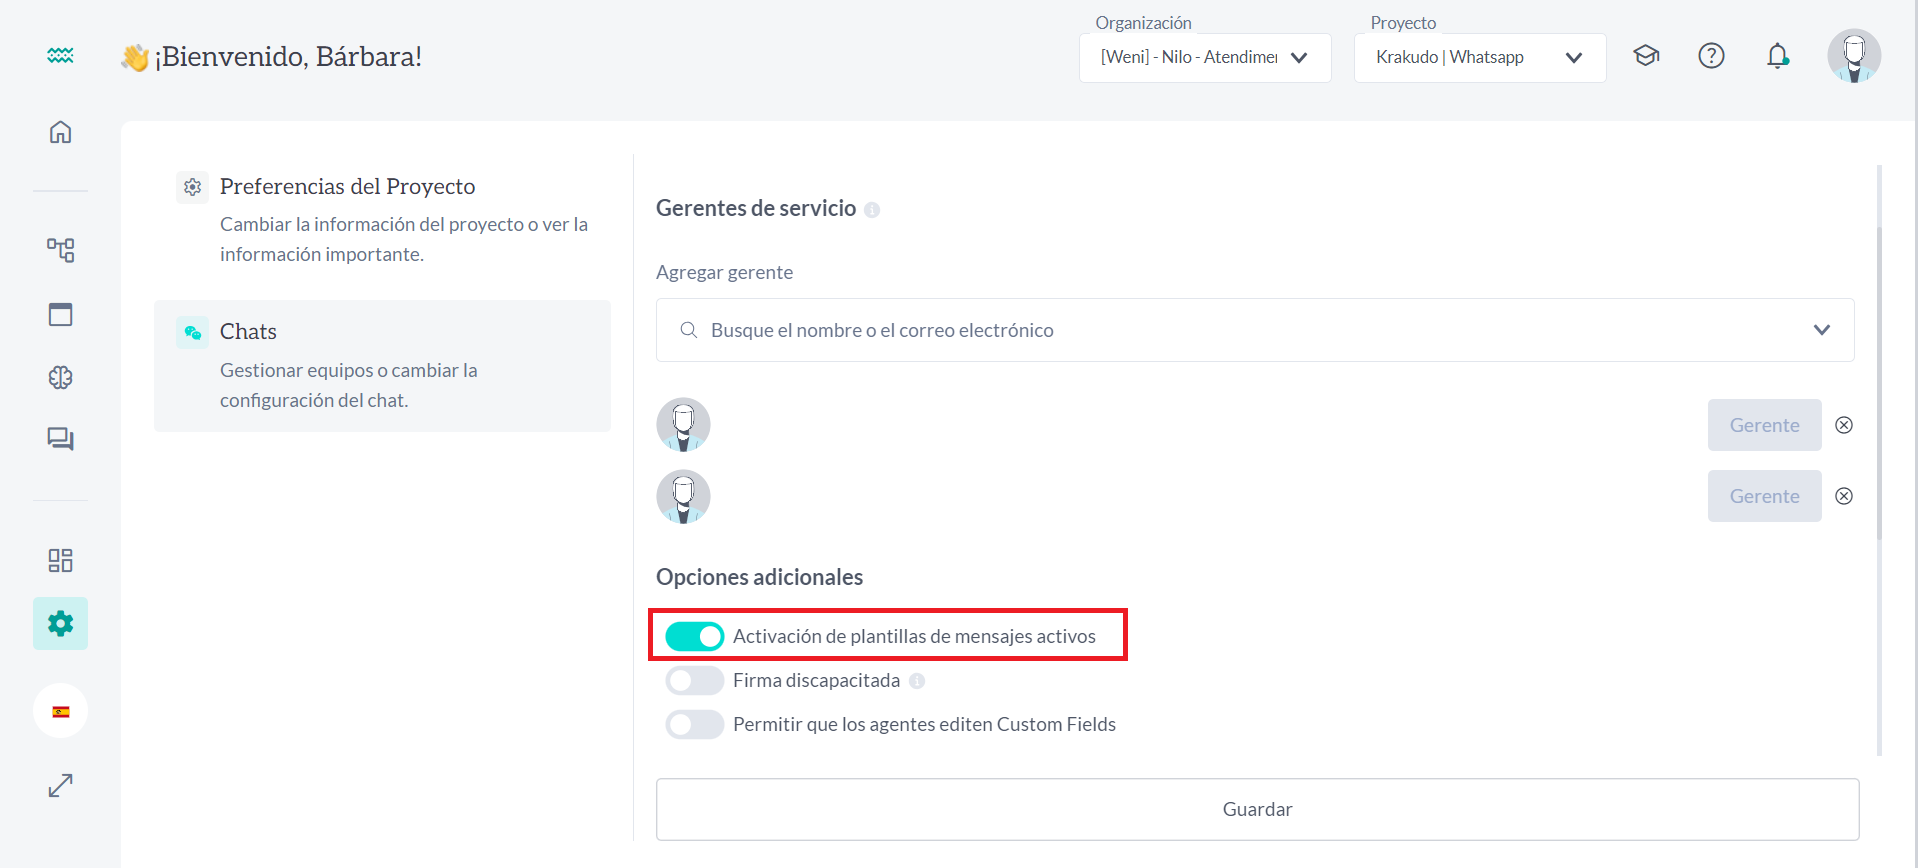 ¡Bienvenido, Bárbara!
Organización
[Weni] - Nilo - Atendimer
Proyecto
Krakudo | Whatsapp
Preferencias del Proyecto
Cambiar la información del proyecto o ver la
información importante.
Chats
Gestionar equipos o cambiar la
configuración del chat.
Gerentes de servicio
Agregar gerente
Busque el nombre o el correo electrónico
Gerente
Gerente
Opciones adicionales
Activación de plantillas de mensajes activos
Firma discapacitada
Permitir que los agentes editen Custom Fields
Guardar